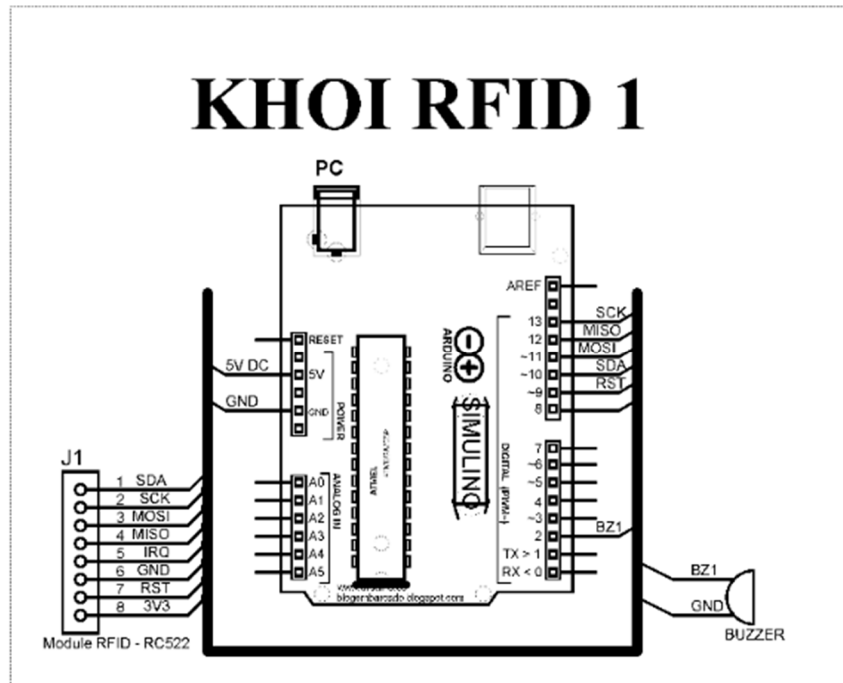 KHOI RFID 1
PC
AREF
13 SCK
12 MISO
~11 MOSI
~10 SDA
~9 RST
8
RESET
5V DC 5V
GND GND
POWER
ARDUINO
SIMULINO
DIGITAL (PWM~)
ANALOG IN
ATMEL
7
~6
~5
4
~3
2 BZ1
TX > 1
RX < 0
A0
A1
A2
A3
A4
A5
blogembarcado.blogspot.com
J1
1 SDA
2 SCK
3 MOSI
4 MISO
5 IRQ
6 GND
7 RST
8 3V3
Module RFID - RC522
BZ1
GND
BUZZER